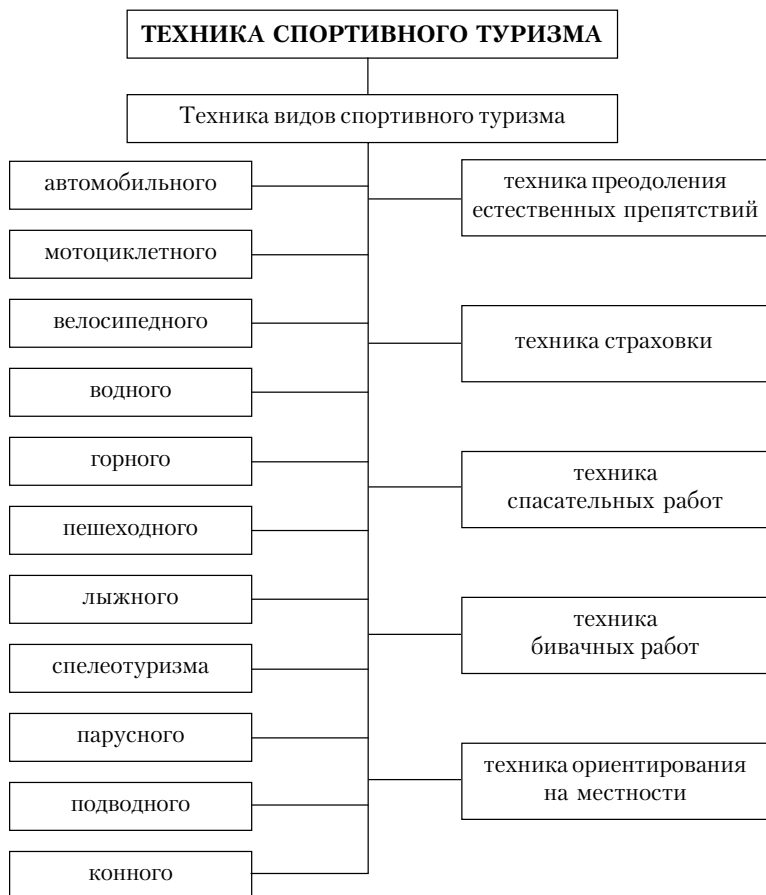 ТЕХНИКА СПОРТИВНОГО ТУРИЗМА
Техника видов спортивного туризма
автомобильного
мотоциклетного
велосипедного
водного
горного
пешеходного
лыжного
спелеотуризма
парусного
подводного
конного
техника преодоления
естественных препятствий
техника страховки
техника
спасательных работ
техника
бивачных работ
техника ориентирования
на местности